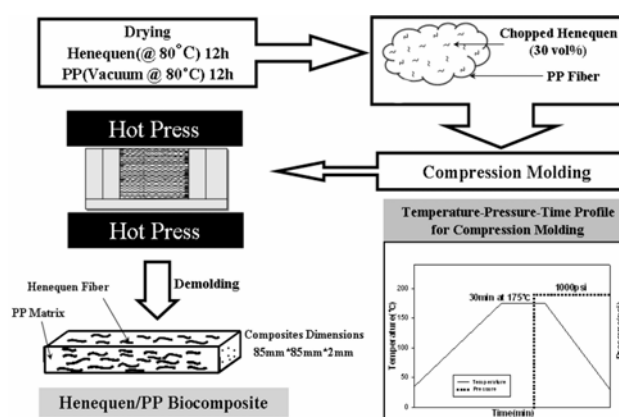 Drying
Henequen(@ 80˚C) 12h
PP(Vacuum @ 80˚C) 12h
Chopped Henequen
(30 vol%)
PP Fiber
Hot Press
Compression Molding
Hot Press
Demolding
Henequen Fiber
PP Matrix
Composites Dimensions
85mm*85mm*2mm
Henequen/PP Biocomposite
Temperature-Pressure-Time Profile
for Compression Molding
1000psi
30min at 175℃
200
150
100
50
0
Temperature(℃)
Temperature
Pressure
Time(min)